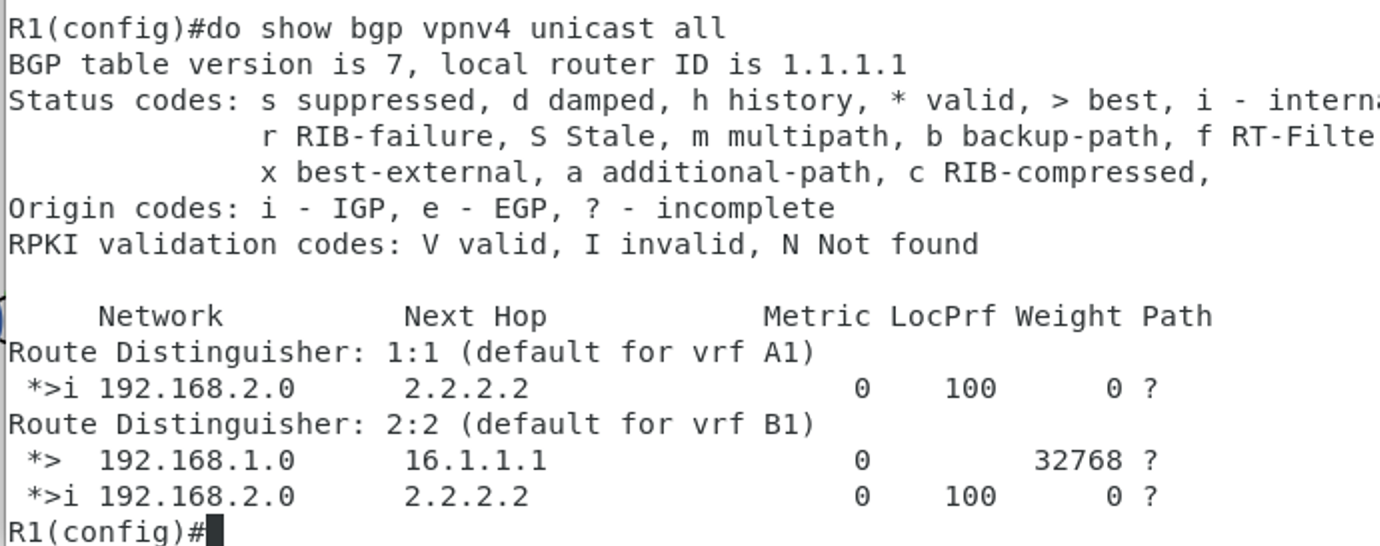 R1(config)#do show bgp vpnv4 unicast all
BGP table version is 7, local router ID is 1.1.1.1
Status codes: s suppressed, d damped, h history, * valid, > best, i - interna
r RIB-failure, S Stale, m multipath, b backup-path, f RT-Filte
x best-external, a additional-path, c RIB-compressed,
Origin codes: i - IGP, e - EGP, ? - incomplete
RPKI validation codes: V valid, I invalid, N Not found
Network Next Hop Metric LocPrf Weight Path
Route Distinguisher: 1:1 (default for vrf A1)
*>i 192.168.2.0 2.2.2.2 0 100 0 ?
Route Distinguisher: 2:2 (default for vrf B1)
*> 192.168.1.0 16.1.1.1 0 32768 ?
*>i 192.168.2.0 2.2.2.2 0 100 0 ?
R1(config)#